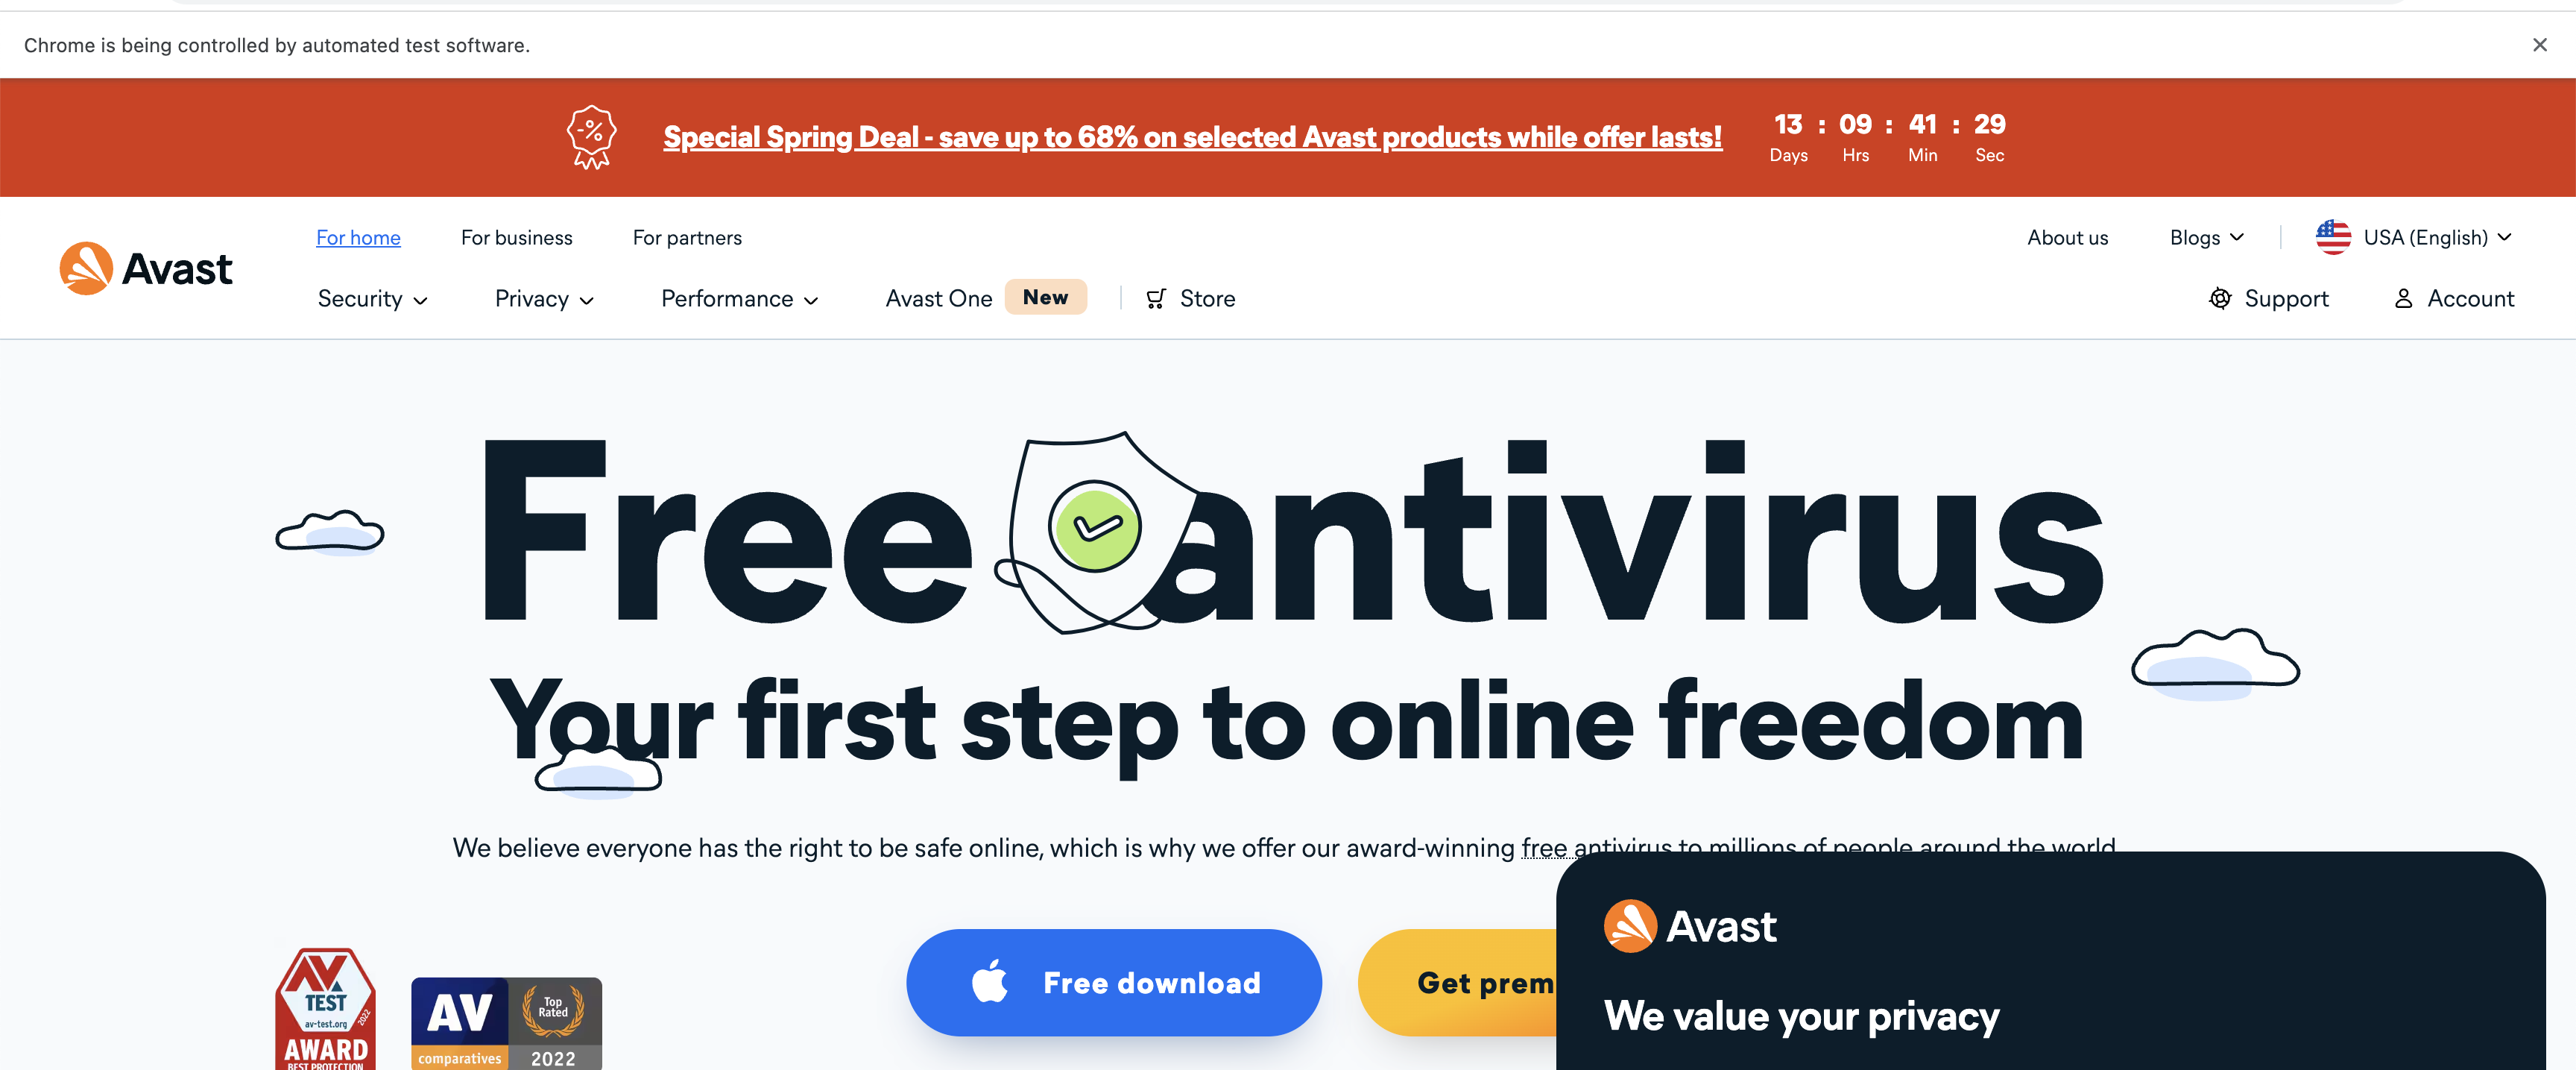 Chrome is being controlled by automated test software.
Special Spring Deal - save up to 68% on selected Avast products while offer lasts!
13 : 09 : 41 : 29
Days Hrs Min Sec
For home For business For partners
About us Blogs USA (English)
Avast
Security Privacy Performance Avast One New Store
Support Account
Free antivirus
Your first step to online freedom
We believe everyone has the right to be safe online, which is why we offer our award-winning free antivirus to millions of people around the world
Free download
Get prem
AV
TEST
av-test.org
2022
AWARD
BEST PROTECTION
AV
comparatives
Top
Rated
2022
Avast
We value your privacy